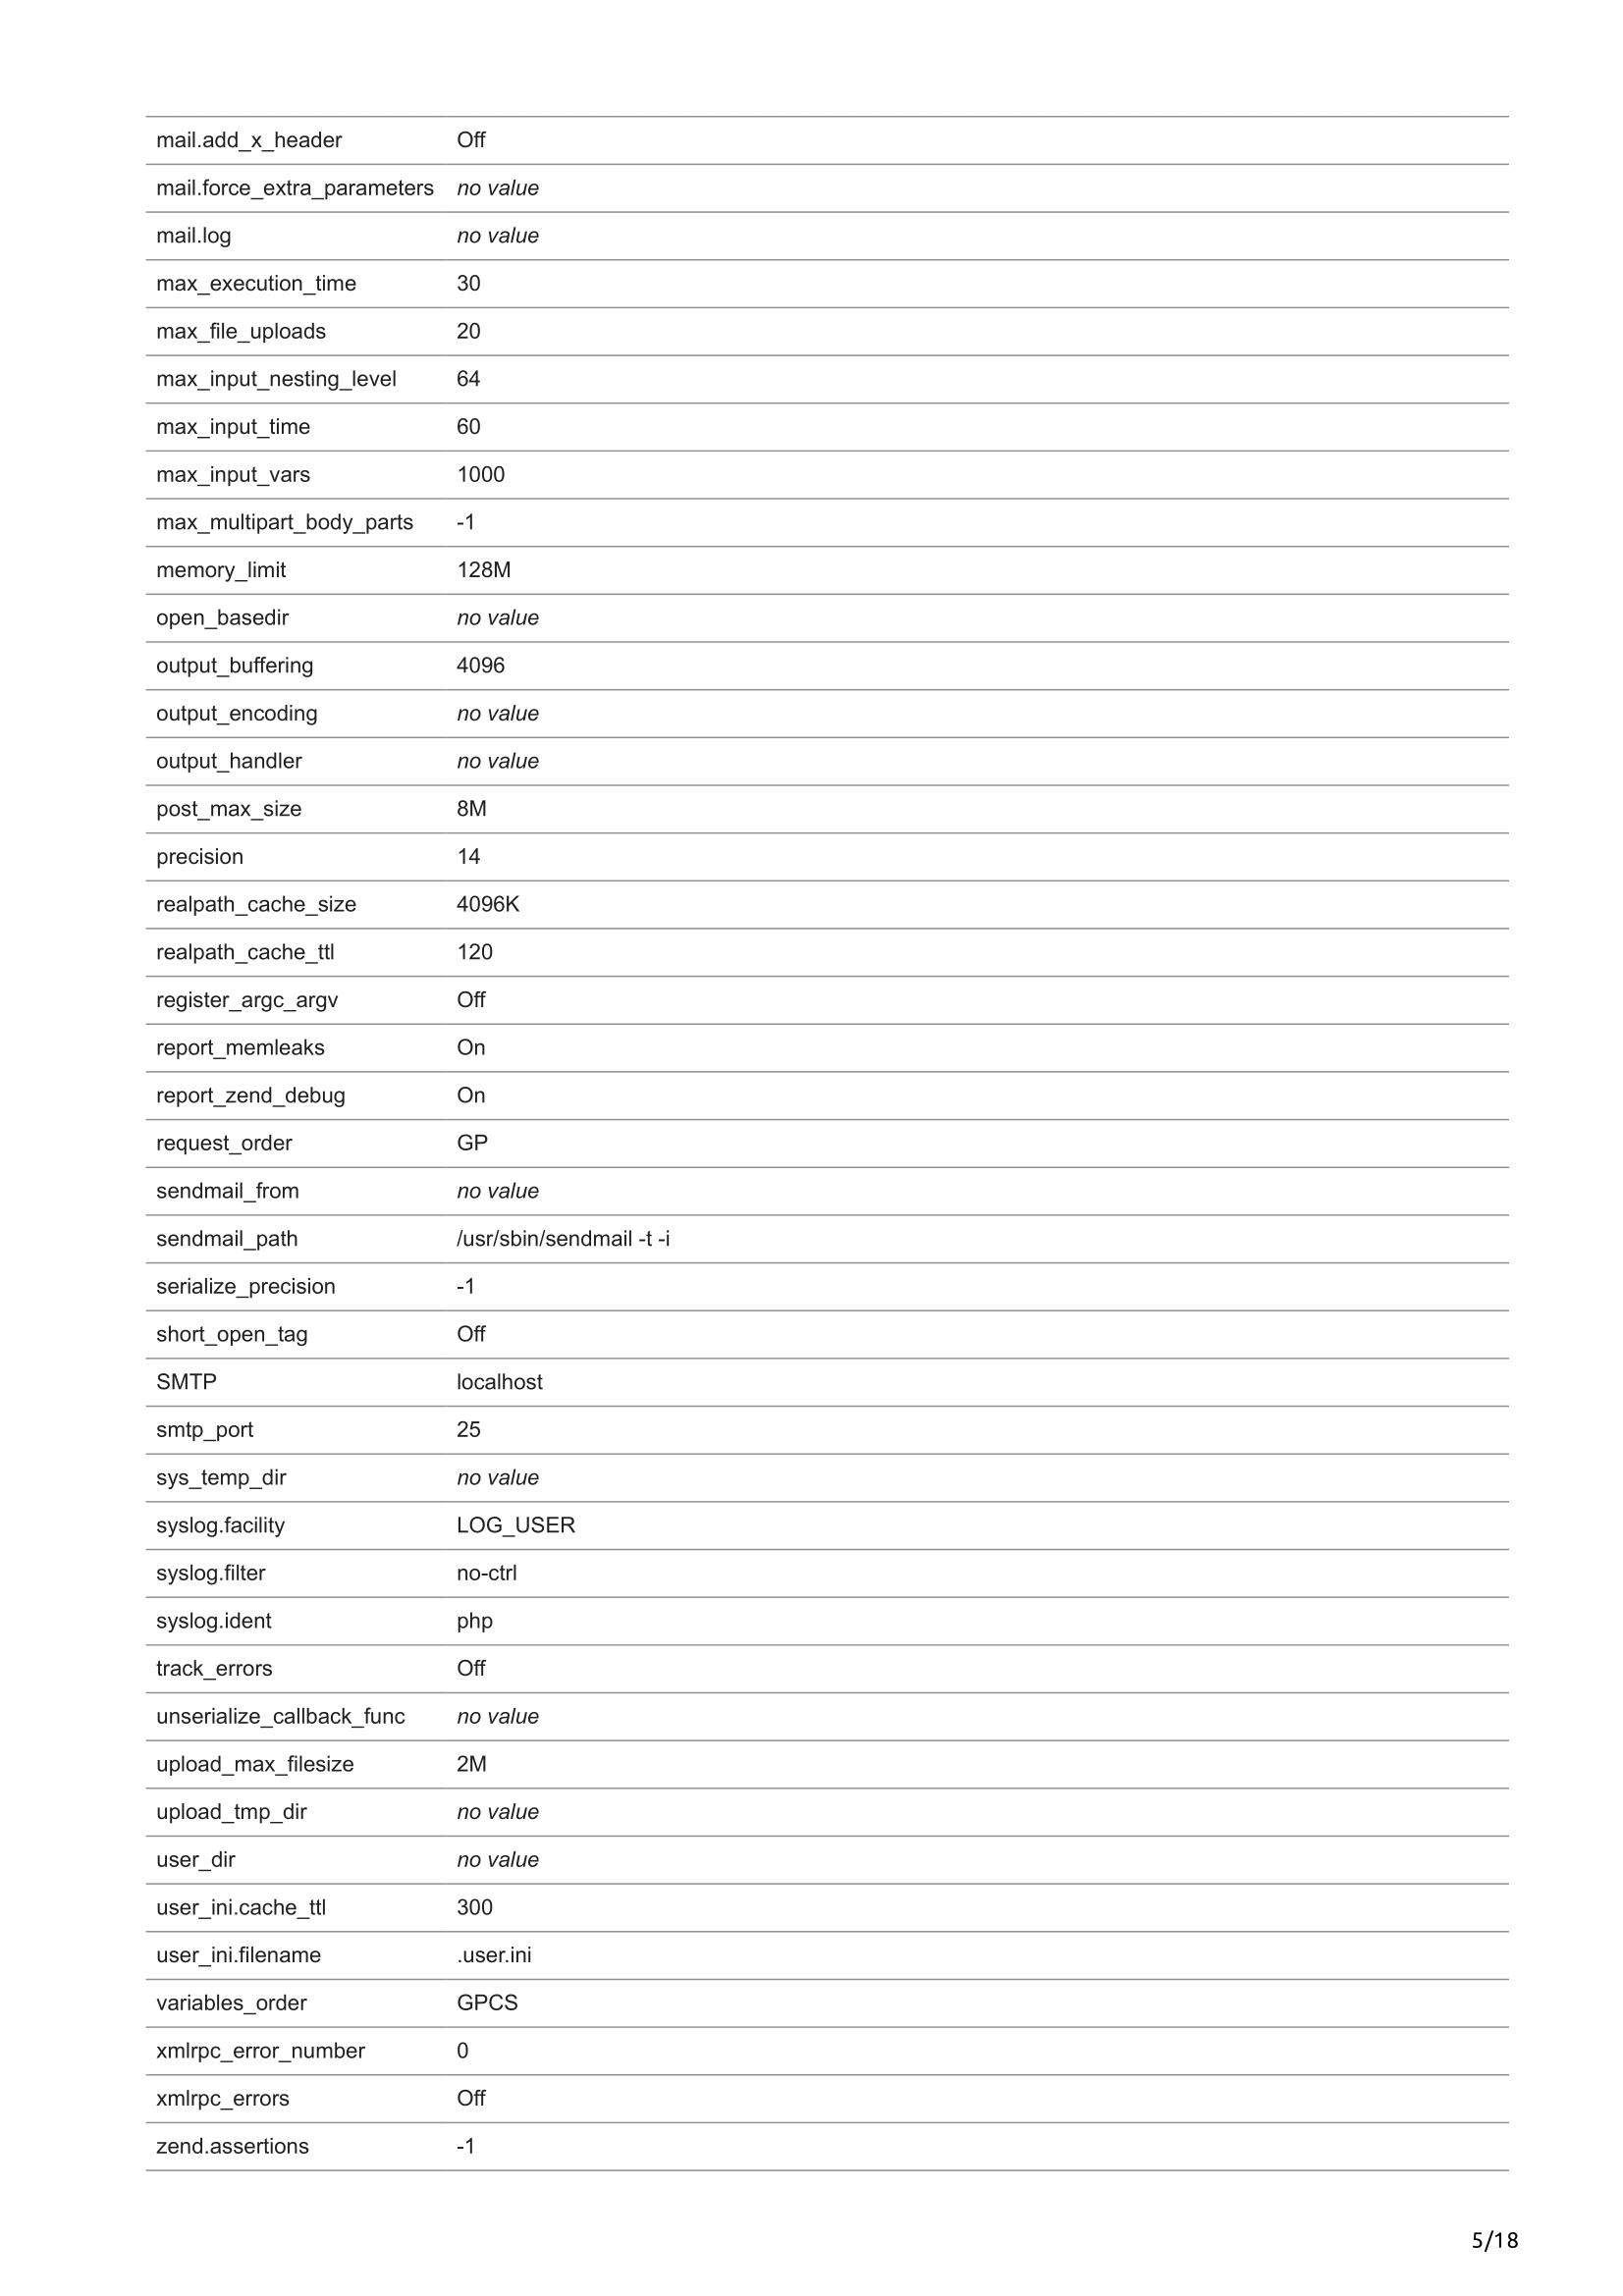 mail.add_x_header Off
mail.force_extra_parameters no value
mail.log no value
max_execution_time 30
max_file_uploads 20
max_input_nesting_level 64
max_input_time 60
max_input_vars 1000
max_multipart_body_parts -1
memory_limit 128M
open_basedir no value
output_buffering 4096
output_encoding no value
output_handler no value
post_max_size 8M
precision 14
realpath_cache_size 4096K
realpath_cache_ttl 120
register_argc_argv Off
report_memleaks On
report_zend_debug On
request_order GP
sendmail_from no value
sendmail_path /usr/sbin/sendmail -t -i
serialize_precision -1
short_open_tag Off
SMTP localhost
smtp_port 25
sys_temp_dir no value
syslog.facility LOG_USER
syslog.filter no-ctrl
syslog.ident php
track_errors Off
unserialize_callback_func no value
upload_max_filesize 2M
upload_tmp_dir no value
user_dir no value
user_ini.cache_ttl 300
user_ini.filename .user.ini
variables_order GPCS
xmlrpc_error_number 0
xmlrpc_errors Off
zend.assertions -1
5/18